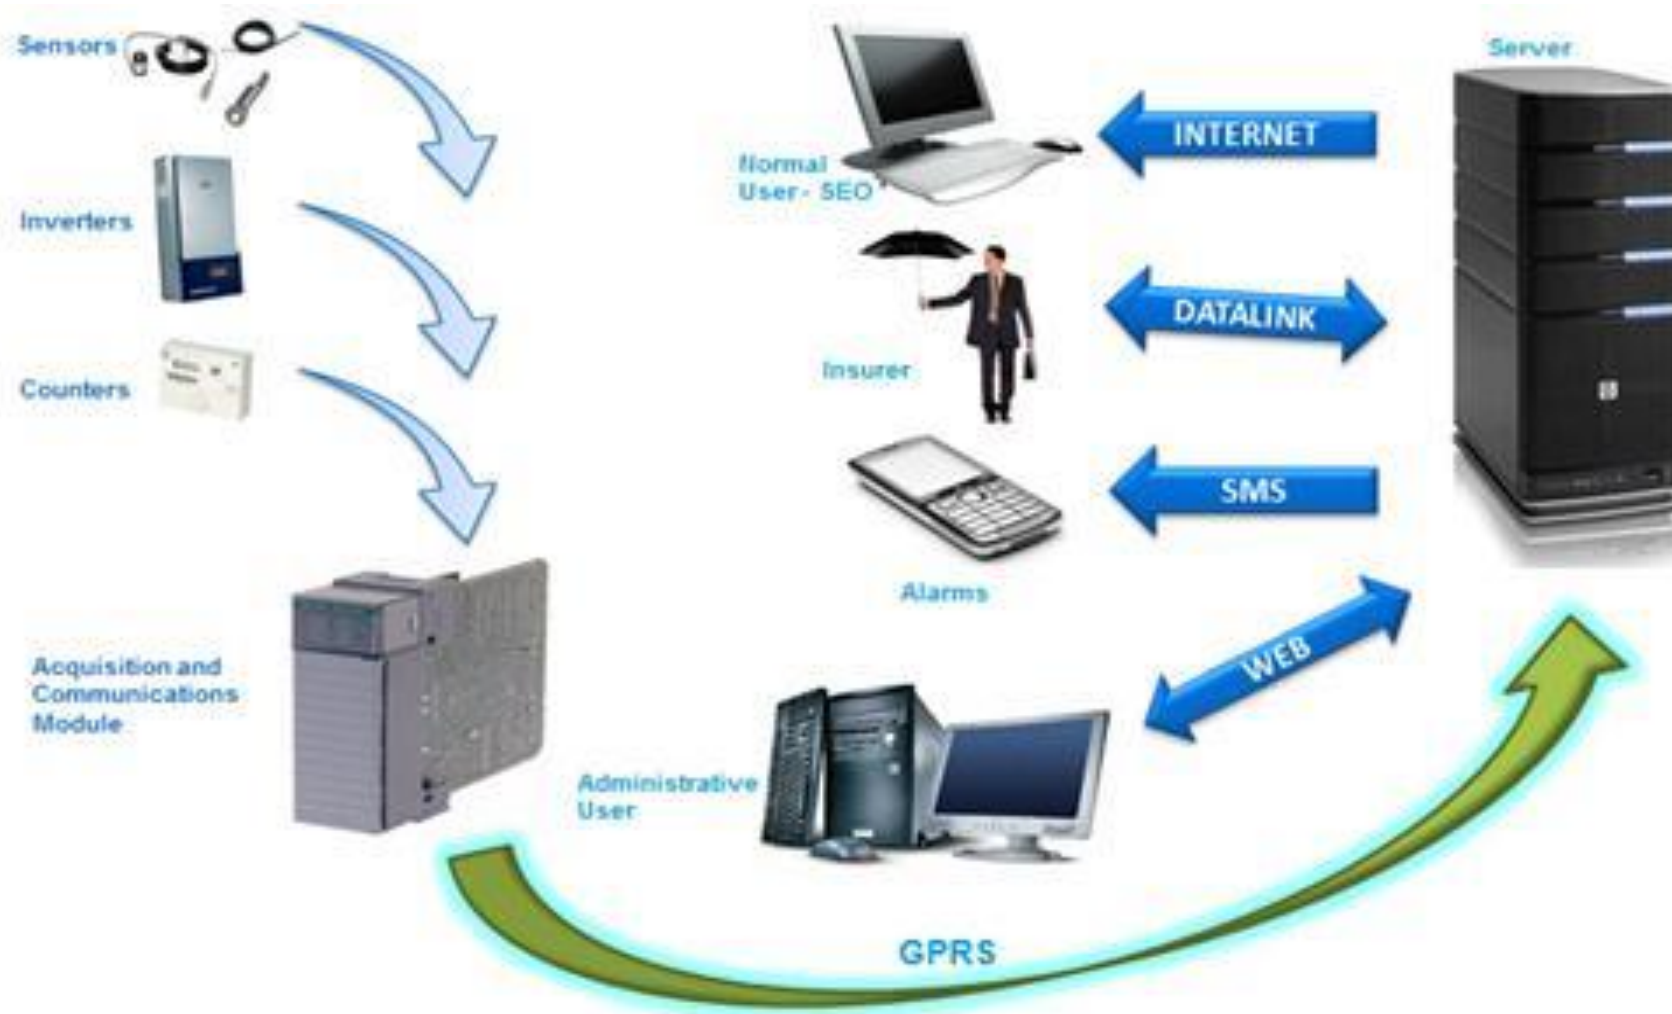 Sensors
Inverters
Counters
Acquisition and
Communications
Module
Normal
User - SEO
INTERNET
Server
Insurer
DATALINK
Alarms
SMS
WEB
Administrative
User
GPRS